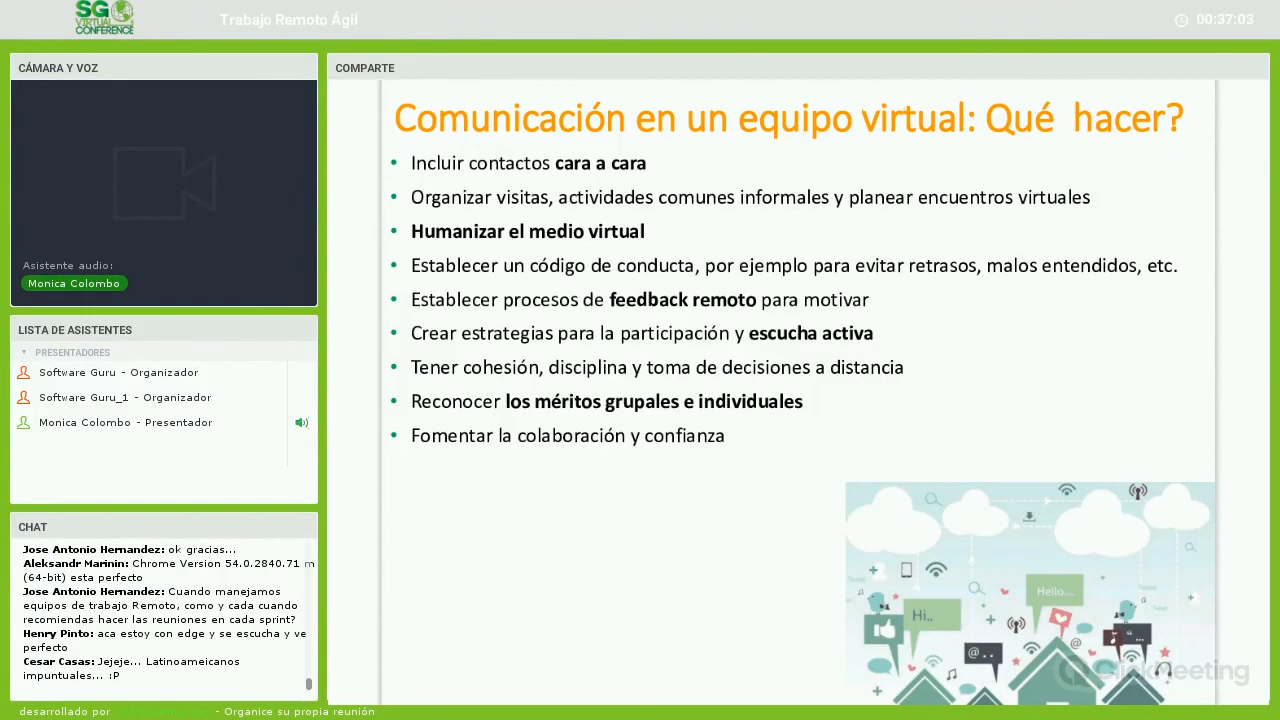 SG
VIRTUAL
CONFERENCE
Trabajo Remoto Ágil
00:37:03
CÁMARA Y VOZ
Asistente audio:
Monica Colombo
LISTA DE ASISTENTES
PRESENTADORES
Software Guru - Organizador
Software Guru_1 - Organizador
Monica Colombo - Presentador
CHAT
Jose Antonio Hernandez: ok gracias...
Aleksandr Marinin: Chrome Version 54.0.2840.71 m
(64-bit) esta perfecto
Jose Antonio Hernandez: Cuando manejamos
equipos de trabajo Remoto, como y cada cuando
recomiendas hacer las reuniones en cada sprint?
Henry Pinto: aca estoy con edge y se escucha y ve
perfecto
Cesar Casas: Jejeje... Latinoameicanos
impuntuales... :P
COMPARTE
Comunicación en un equipo virtual: Qué hacer?
• Incluir contactos cara a cara
• Organizar visitas, actividades comunes informales y planear encuentros virtuales
• Humanizar el medio virtual
• Establecer un código de conducta, por ejemplo para evitar retrasos, malos entendidos, etc.
• Establecer procesos de feedback remoto para motivar
• Crear estrategias para la participación y escucha activa
• Tener cohesión, disciplina y toma de decisiones a distancia
• Reconocer los méritos grupales e individuales
• Fomentar la colaboración y confianza
Hello....
Hi..
@..
@
ClickMeeting
desarrollado por
- Organice su propia reunión